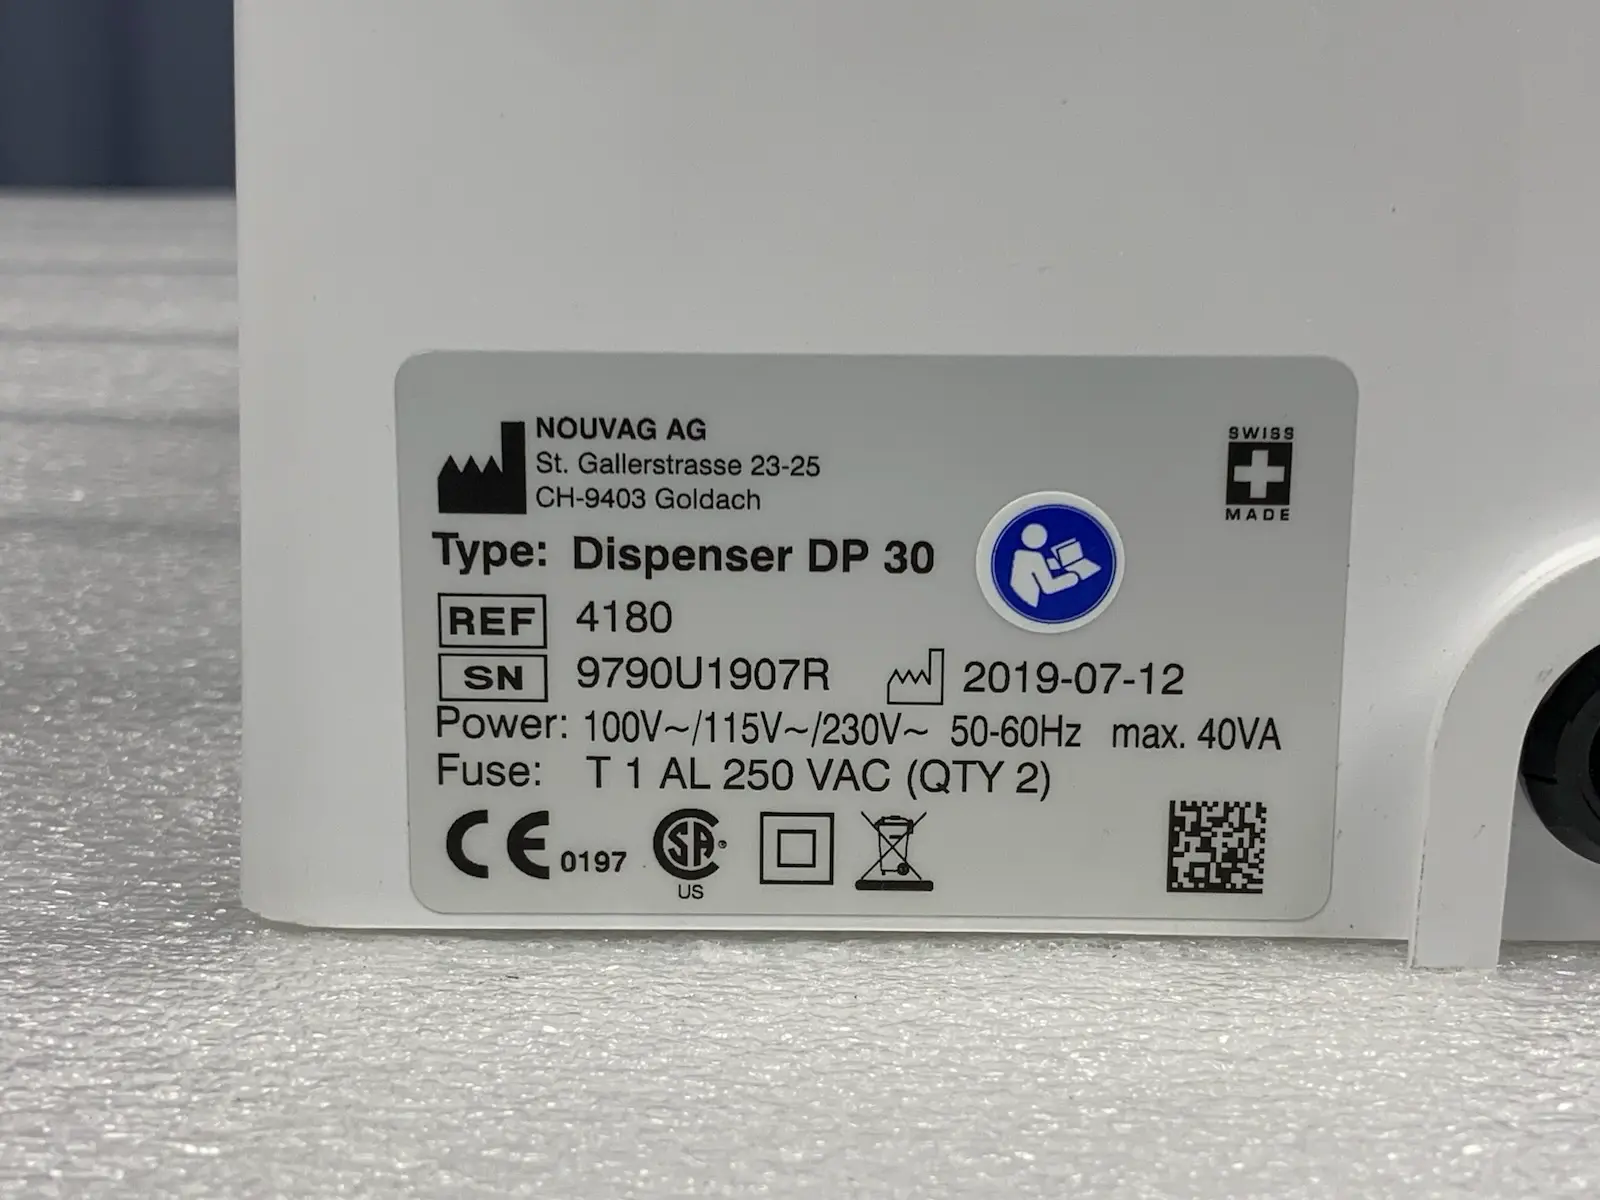 NOUVAG AG
St. Gallerstrasse 23-25
CH-9403 Goldach
SWISS
MADE
Type: Dispenser DP 30
REF 4180
SN 9790U1907R 2019-07-12
Power: 100V~/115V~/230V~ 50-60Hz max. 40VA
Fuse: T 1 AL 250 VAC (QTY 2)
CE 0197 SA® US